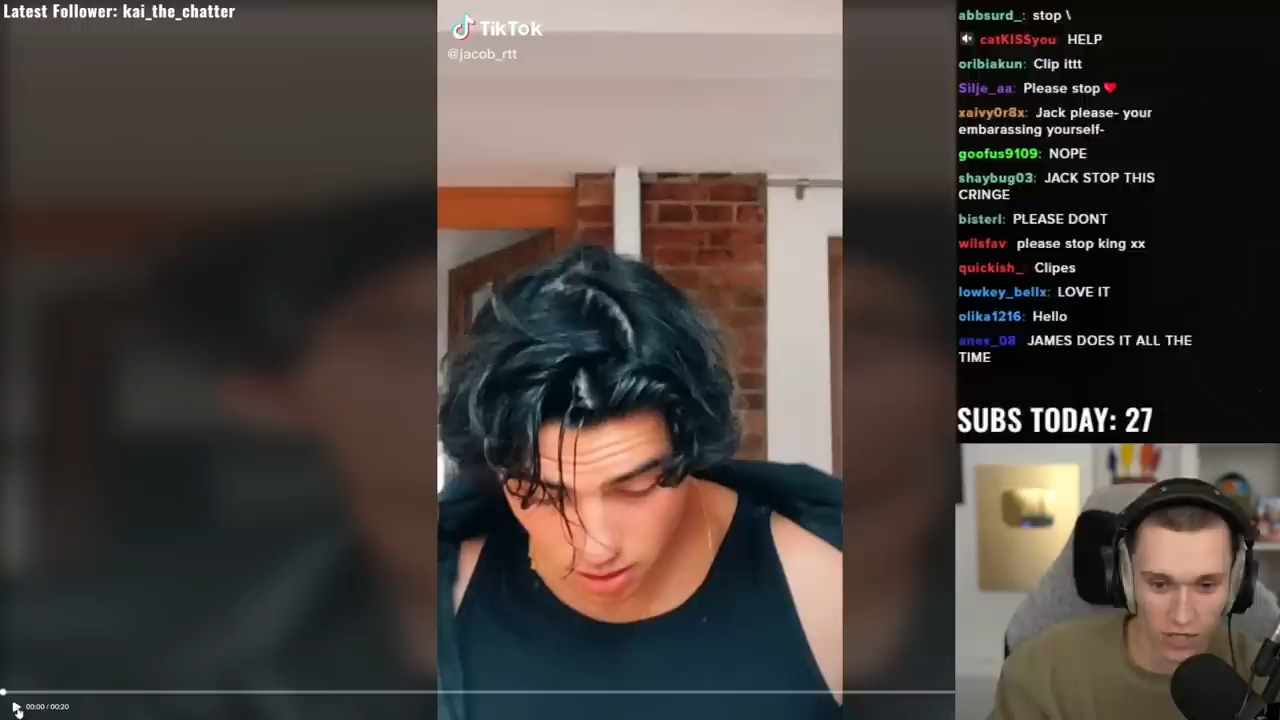 Latest Follower: kai_the_chatter
TikTok
@jacob_rtt
abbsurd_: stop \
catKISSyou HELP
oribiakun: Clip ittt
Silje_aa: Please stop
xaivy0r8x: Jack please- your
embarassing yourself-
goofus9109: NOPE
shaybug03: JACK STOP THIS
CRINGE
bisterl: PLEASE DONT
wilsfav: please stop king xx
quickish_ Clipes
lowkey_bellx: LOVE IT
olika1216: Hello
anex_08 JAMES DOES IT ALL THE
TIME
SUBS TODAY: 27
00:00 / 00:20